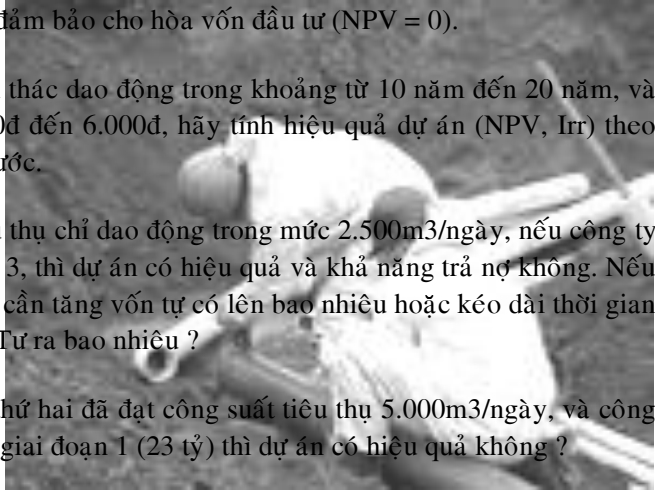 đảm bảo cho hòa vốn đầu tư (NPV = 0).
thác dao động trong khoảng từ 10 năm đến 20 năm, và
đ đến 6.000đ, hãy tính hiệu quả dự án (NPV, Irr) theo
thụ chỉ dao động trong mức 2.500m3/ngày, nếu công ty
3, thì dự án có hiệu quả và khả năng trả nợ không. Nếu
cần tăng vốn tự có lên bao nhiêu hoặc kéo dài thời gian
Tư ra bao nhiêu ?
hứ hai đã đạt công suất tiêu thụ 5.000m3/ngày, và công
giai đoạn 1 (23 tỷ) thì dự án có hiệu quả không ?